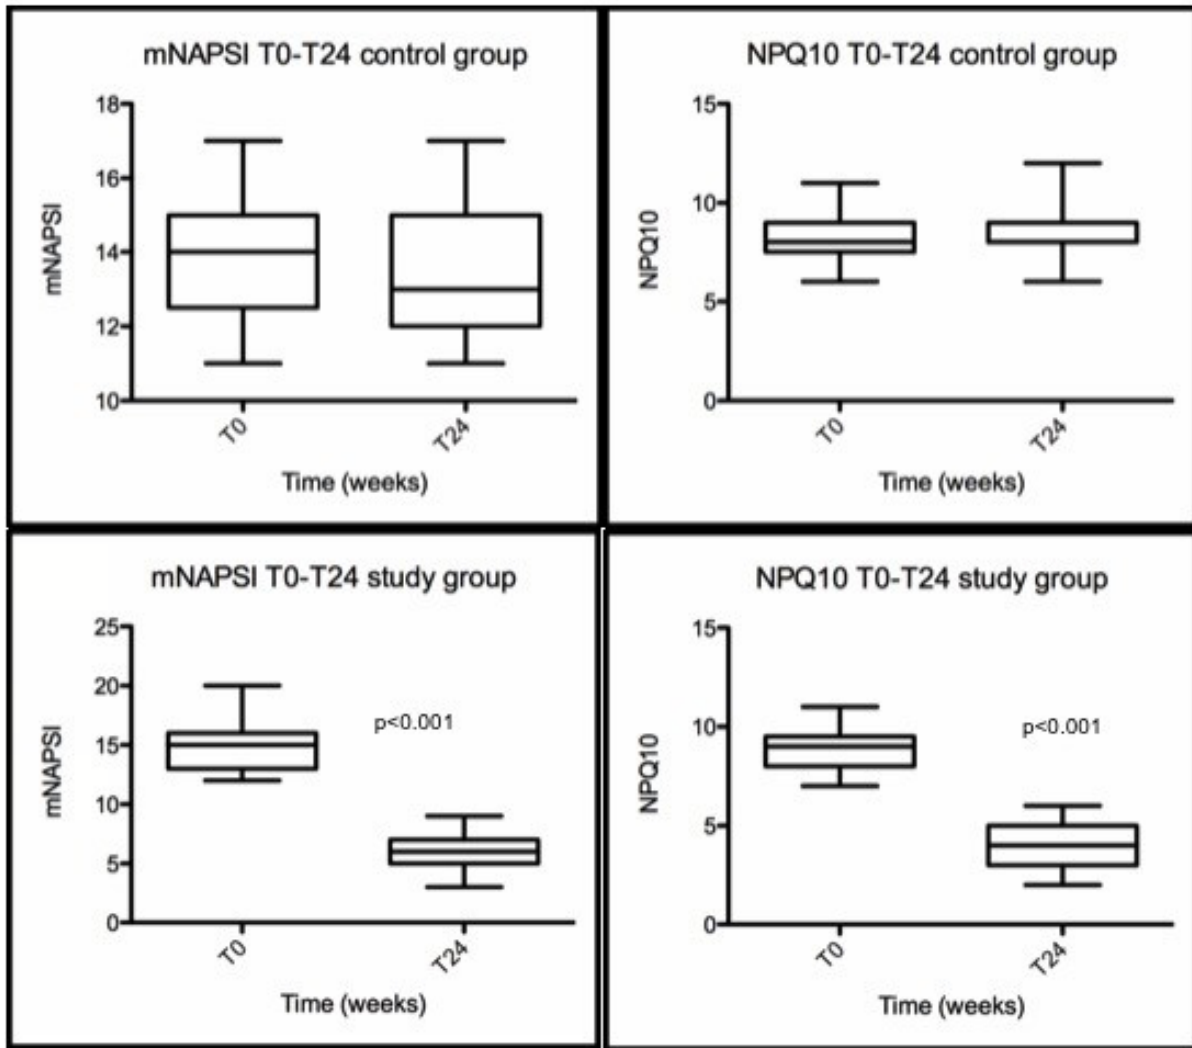 mNAPSI T0-T24 control group
18
16
14
12
10
mNAPSI
T0
T24
Time (weeks)
NPQ10 T0-T24 control group
15
10
5
0
NPQ10
T0
T24
Time (weeks)
mNAPSI T0-T24 study group
25
20
15
10
5
0
mNAPSI
p<0.001
T0
T24
Time (weeks)
NPQ10 T0-T24 study group
15
10
5
0
NPQ10
p<0.001
T0
T24
Time (weeks)